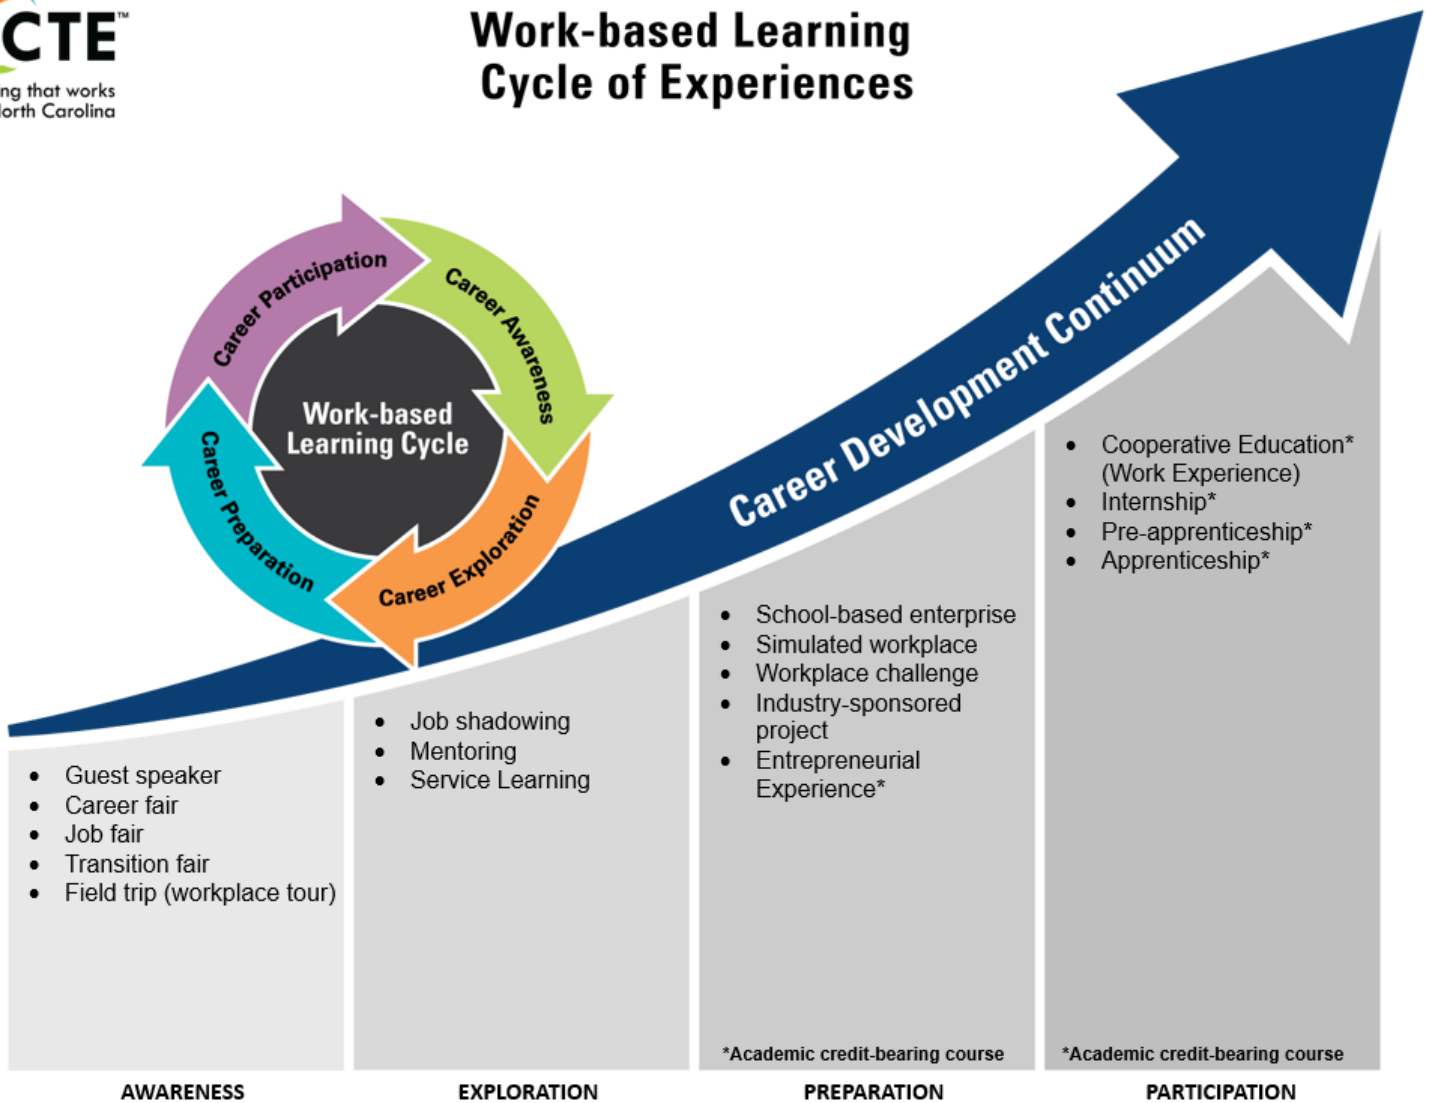 CTE™
ng that works
North Carolina
Work-based Learning
Cycle of Experiences
Career Participation
Career Awareness
Career Exploration
Career Preparation
Work-based
Learning Cycle
Career Development Continuum
• Guest speaker
• Career fair
• Job fair
• Transition fair
• Field trip (workplace tour)
AWARENESS
• Job shadowing
• Mentoring
• Service Learning
EXPLORATION
• School-based enterprise
• Simulated workplace
• Workplace challenge
• Industry-sponsored
project
• Entrepreneurial
Experience*
*Academic credit-bearing course
PREPARATION
• Cooperative Education*
(Work Experience)
• Internship*
• Pre-apprenticeship*
• Apprenticeship*
*Academic credit-bearing course
PARTICIPATION